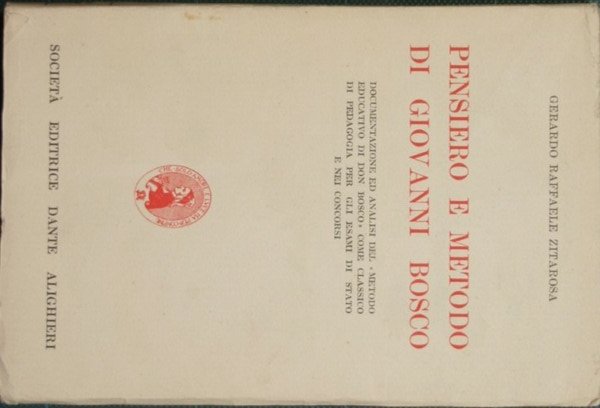 GERARDO RAFFAELE ZITAROSA
PENSIERO E METODO
DI GIOVANNI BOSCO
DOCUMENTAZIONE ED ANALISI DEL «METODO
EDUCATIVO DI DON BOSCO» COME CLASSICO
DI PEDAGOGIA PER GLI ESAMI DI STATO
E NEI CONCORSI
SOCIETÀ EDITRICE DANTE ALIGHIERI